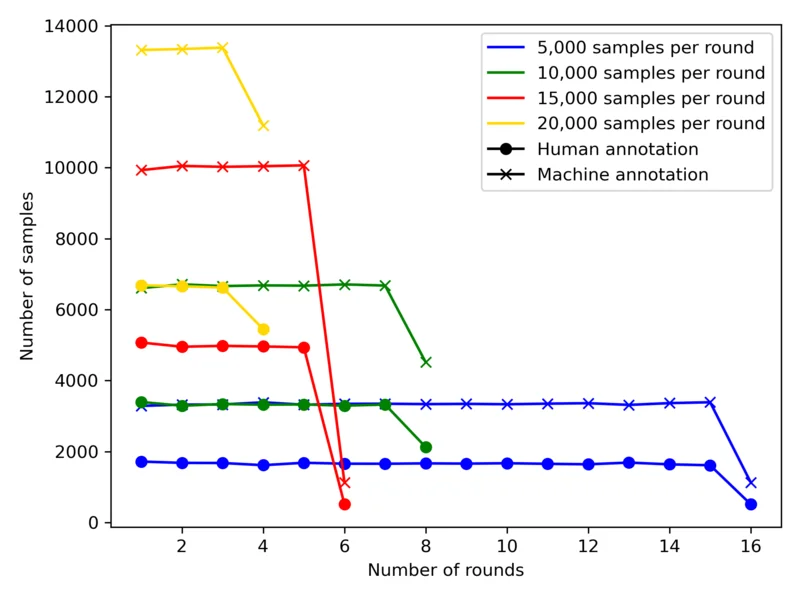 14000
12000
10000
8000
6000
4000
2000
0
Number of samples
5,000 samples per round
10,000 samples per round
15,000 samples per round
20,000 samples per round
Human annotation
Machine annotation
2 4 6 8 10 12 14 16
Number of rounds